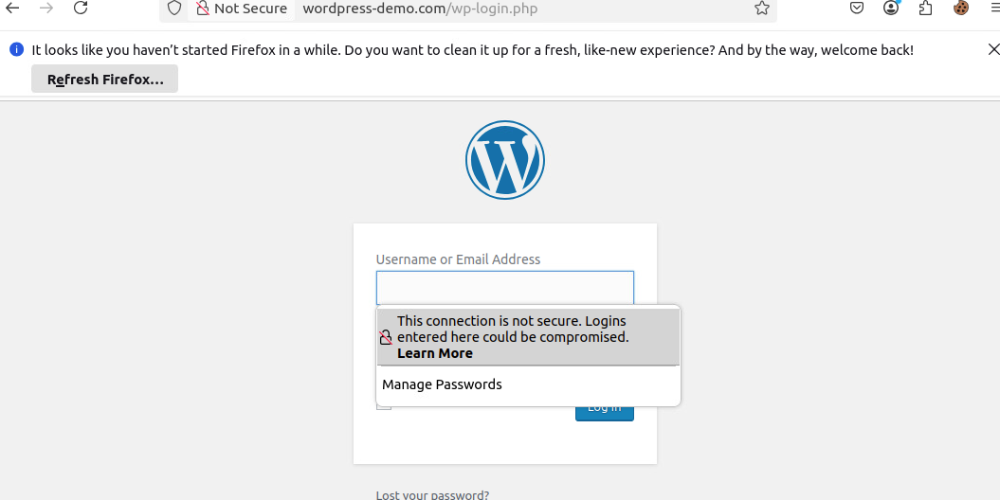 Not Secure wordpress-demo.com/wp-login.php
It looks like you haven’t started Firefox in a while. Do you want to clean it up for a fresh, like-new experience? And by the way, welcome back!
Refresh Firefox…
Username or Email Address
This connection is not secure. Logins
entered here could be compromised.
Learn More
Manage Passwords
Log In
Lost your password?